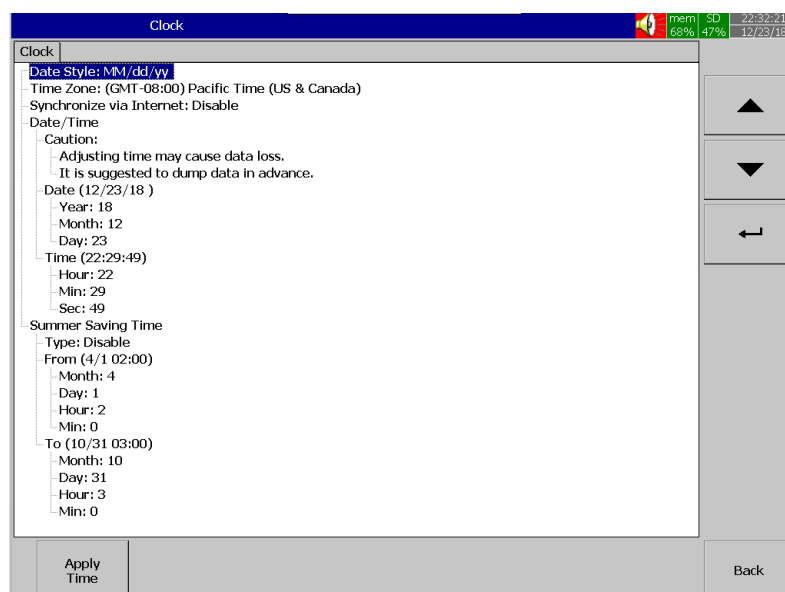 Clock
mem 68%
SD 47%
22:32:21
12/23/18
Clock
Date Style: MM/dd/yy
Time Zone: (GMT-08:00) Pacific Time (US & Canada)
Synchronize via Internet: Disable
Date/Time
Caution:
Adjusting time may cause data loss.
It is suggested to dump data in advance.
Date (12/23/18 )
Year: 18
Month: 12
Day: 23
Time (22:29:49)
Hour: 22
Min: 29
Sec: 49
Summer Saving Time
Type: Disable
From (4/1 02:00)
Month: 4
Day: 1
Hour: 2
Min: 0
To (10/31 03:00)
Month: 10
Day: 31
Hour: 3
Min: 0
Apply
Time
Back